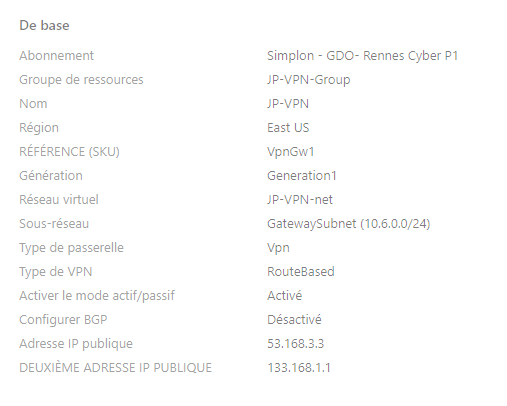 De base
Abonnement Simplon - GDO- Rennes Cyber P1
Groupe de ressources JP-VPN-Group
Nom JP-VPN
Région East US
RÉFÉRENCE (SKU) VpnGw1
Génération Generation1
Réseau virtuel JP-VPN-net
Sous-réseau GatewaySubnet (10.6.0.0/24)
Type de passerelle Vpn
Type de VPN RouteBased
Activer le mode actif/passif Activé
Configurer BGP Désactivé
Adresse IP publique 53.168.3.3
DEUXIÈME ADRESSE IP PUBLIQUE 133.168.1.1